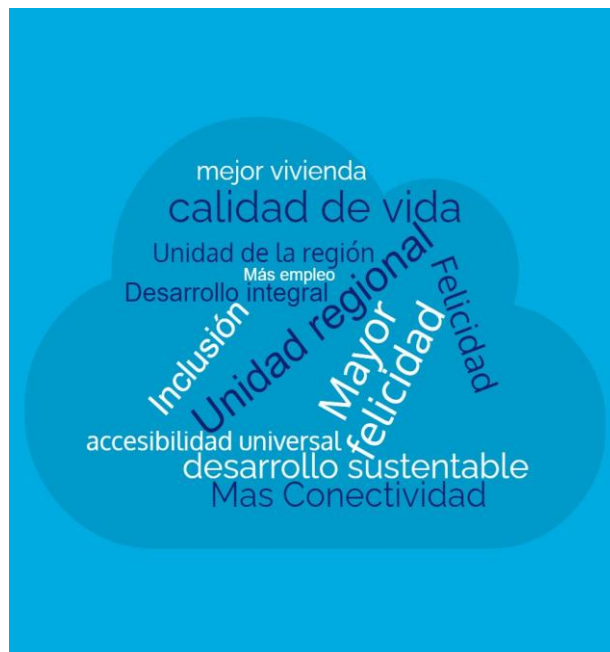 mejor vivienda
calidad de vida
Unidad de la región
Más empleo
Desarrollo integral
Unidad regional
Felicidad
Inclusión
Mayor
felicidad
accesibilidad universal
desarrollo sustentable
Mas Conectividad